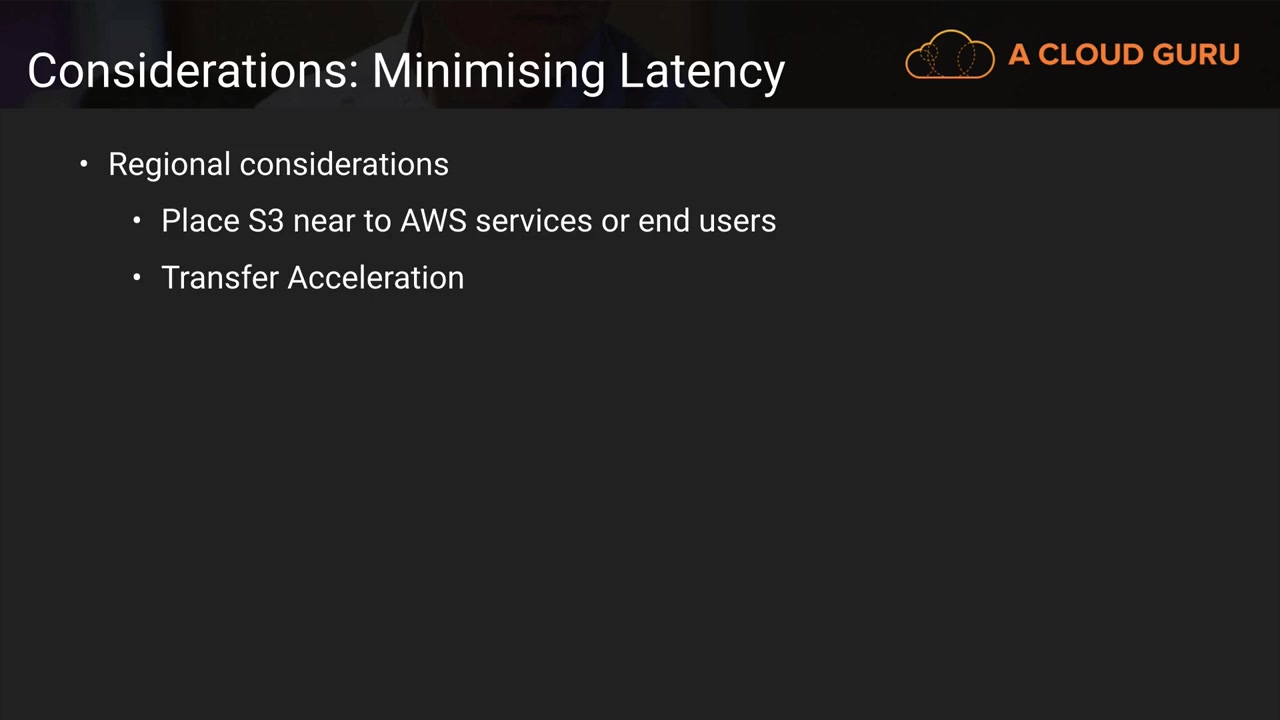 Considerations: Minimising Latency
A CLOUD GURU
• Regional considerations
• Place S3 near to AWS services or end users
• Transfer Acceleration